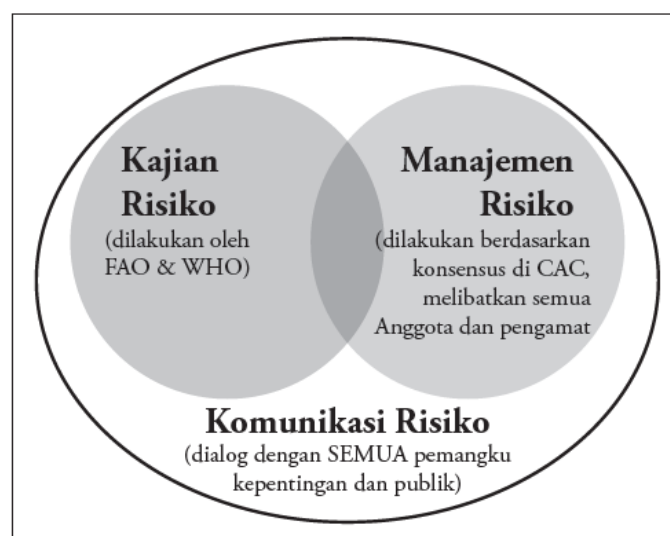 Kajian
Risiko
(dilakukan oleh
FAO & WHO)
Manajemen
Risiko
(dilakukan berdasarkan
konsensus di CAC,
melibatkan semua
Anggota dan pengamat
Komunikasi Risiko
(dialog dengan SEMUA pemangku
kepentingan dan publik)